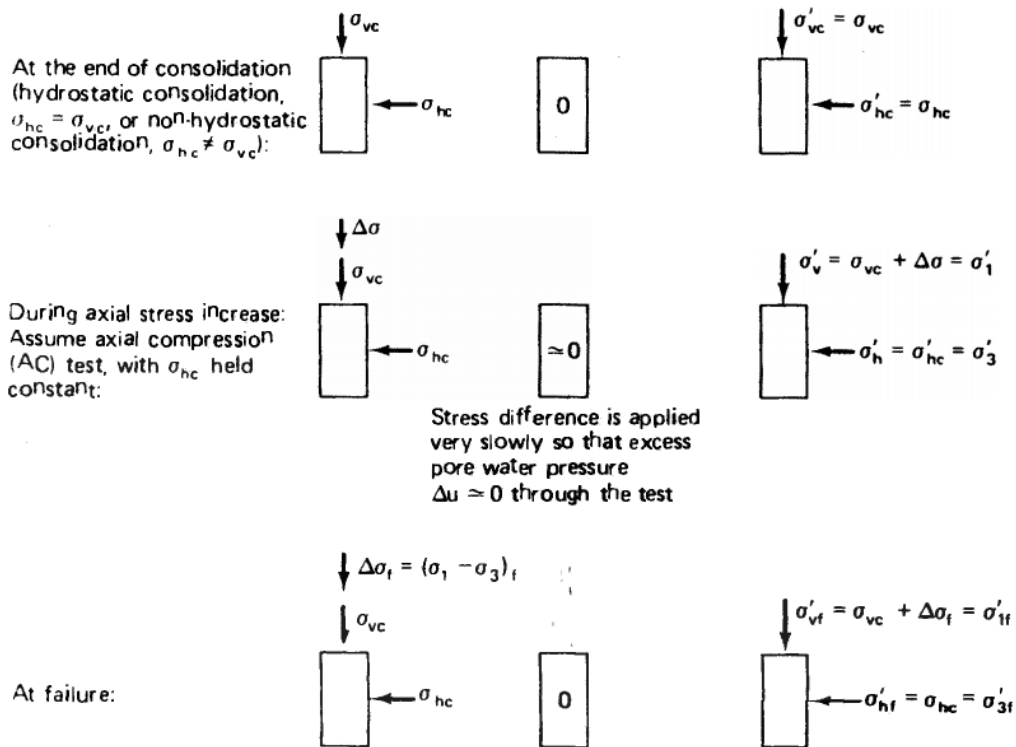 σvc
σ′vc = σvc
At the end of consolidation
(hydrostatic consolidation,
σhc = σvc, or non-hydrostatic
consolidation, σhc ≠ σvc):
σhc
0
σ′hc = σhc
Δσ
σvc
σ′v = σvc + Δσ = σ′1
During axial stress increase:
Assume axial compression
(AC) test, with σhc held
constant:
σhc
≃0
σ′h = σ′hc = σ′3
Stress difference is applied
very slowly so that excess
pore water pressure
Δu ≃ 0 through the test
Δσf = (σ1 − σ3)f
σvc
σ′vf = σvc + Δσf = σ′1f
At failure:
σhc
0
σ′hf = σhc = σ′3f